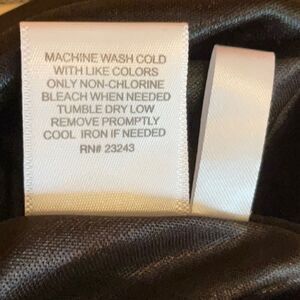 MACHINE WASH COLD
WITH LIKE COLORS
ONLY NON-CHLORINE
BLEACH WHEN NEEDED
TUMBLE DRY LOW
REMOVE PROMPTLY
COOL IRON IF NEEDED
RN# 23243